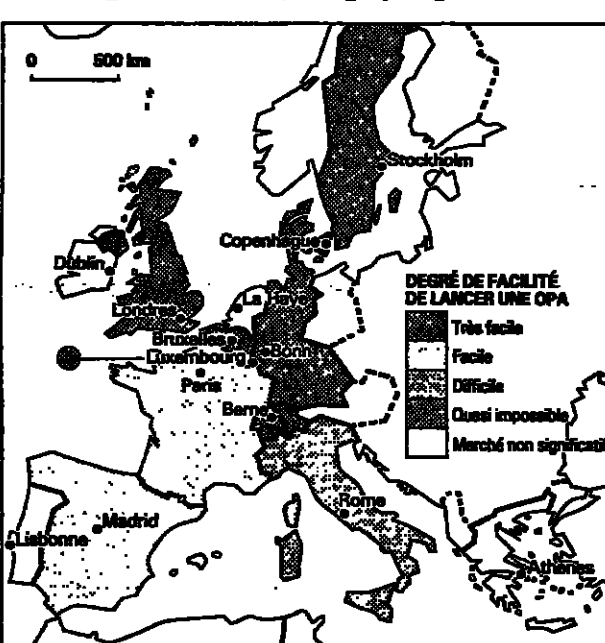 0 500 km
Stockholm
Copenhague
Dublin
La Haye
Londres
Bruxelles
Luxembourg
Bonn
Paris
Berne
Rome
Madrid
Lisbonne
Athènes
DEGRÉ DE FACILITÉ
DE LANCER UNE OPA
Très facile
Facile
Difficile
Quasi impossible
Marché non significatif